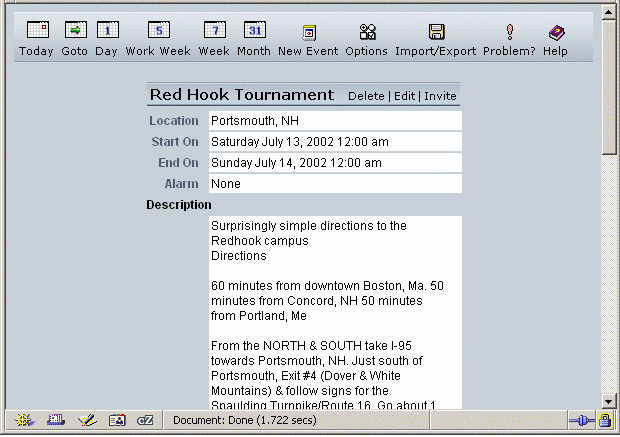 Today Goto Day Work Week Week Month New Event Options Import/Export Problem? Help
Red Hook Tournament Delete | Edit | Invite
Location Portsmouth, NH
Start On Saturday July 13, 2002 12:00 am
End On Sunday July 14, 2002 12:00 am
Alarm None
Description
Surprisingly simple directions to the
Redhook campus
Directions
60 minutes from downtown Boston, Ma. 50
minutes from Concord, NH 50 minutes
from Portland, Me
From the NORTH & SOUTH take I-95
towards Portsmouth, NH. Just south of
Portsmouth, Exit #4 (Dover & White
Mountains) & follow signs for the
Spaulding Turnpike/Route 16. Go about 1
Document: Done (1.722 secs)